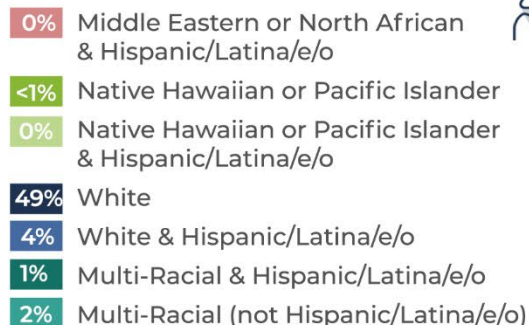 0% Middle Eastern or North African
& Hispanic/Latina/e/o
<1% Native Hawaiian or Pacific Islander
0% Native Hawaiian or Pacific Islander
& Hispanic/Latina/e/o
49% White
4% White & Hispanic/Latina/e/o
1% Multi-Racial & Hispanic/Latina/e/o
2% Multi-Racial (not Hispanic/Latina/e/o)